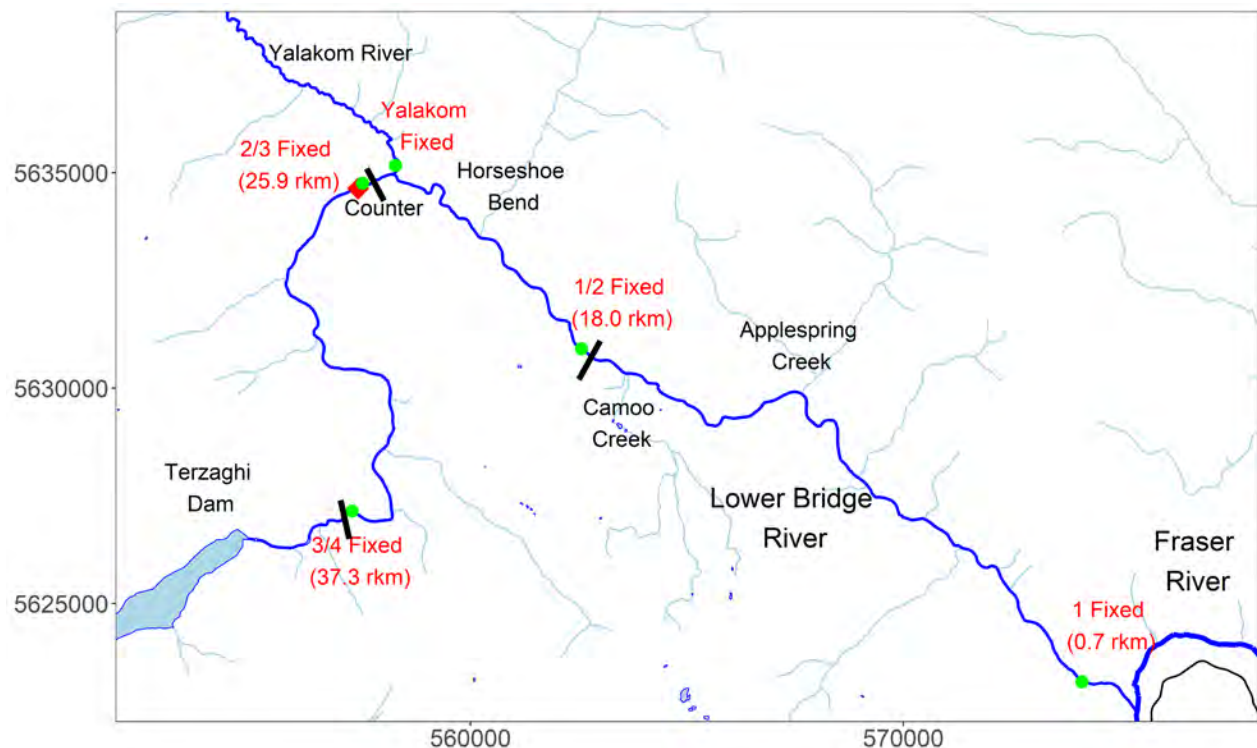 Yalakom River
Yalakom
Fixed
2/3 Fixed
(25.9 rkm)
Counter
Horseshoe
Bend
1/2 Fixed
(18.0 rkm)
Applespring
Creek
Camoo
Creek
Terzaghi
Dam
3/4 Fixed
(37.3 rkm)
Lower Bridge
River
Fraser
River
1 Fixed
(0.7 rkm)
5635000
5630000
5625000
560000
570000